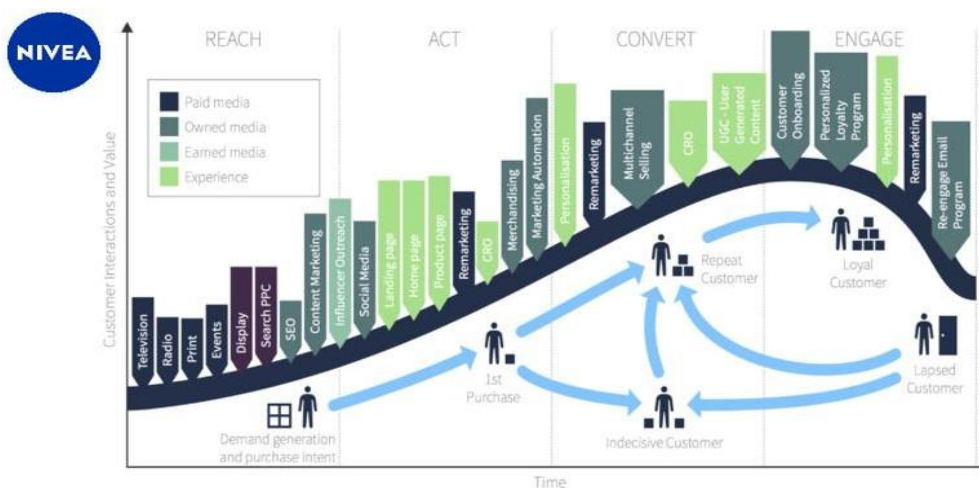 NIVEA
REACH
ACT
CONVERT
ENGAGE
Paid media
Owned media
Earned media
Experience
Customer Interactions and Value
Television
Radio
Print
Events
Display
Search PPC
SEO
Content Marketing
Influencer Outreach
Social Media
Landing page
Home page
Product page
Remarketing
CRO
Merchandising
Marketing Automation
Personalisation
Remarketing
Multichannel
Selling
CRO
UGC - User
Generated
Content
Customer
Onboarding
Personalized
Loyalty
Program
Personalisation
Remarketing
Re-engage Email
Program
Demand generation
and purchase intent
1st
Purchase
Repeat
Customer
Indecisive Customer
Loyal
Customer
Lapsed
Customer
Time